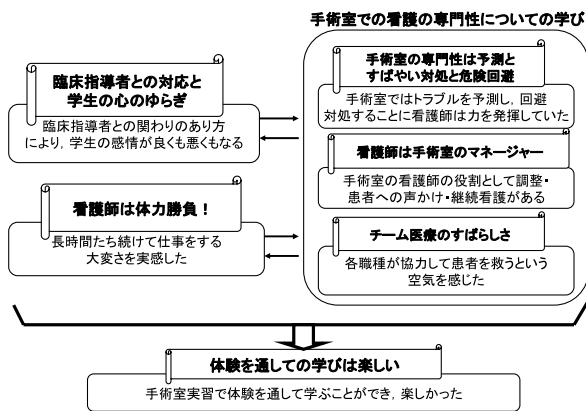 手術室での看護の専門性についての学び
臨床指導者との対応と
学生の心のゆらぎ
臨床指導者との関わりのあり方
により, 学生の感情が良くも悪くもなる
看護師は体力勝負！
長時間たち続けて仕事をする
大変さを実感した
手術室の専門性は予測と
すばやい対処と危険回避
手術室ではトラブルを予測し, 回避
対処することに看護師は力を発揮していた
看護師は手術室のマネージャー
手術室の看護師の役割として調整・
患者への声かけ・継続看護がある
チーム医療のすばらしさ
各職種が協力して患者を救うという
空気を感じた
体験を通しての学びは楽しい
手術室実習で体験を通して学ぶことができ, 楽しかった